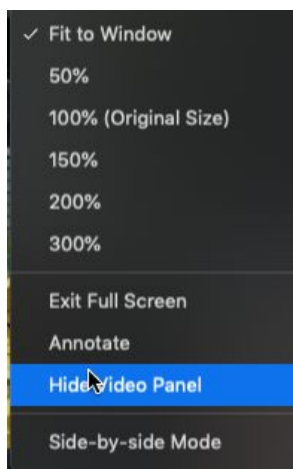 Fit to Window
50%
100% (Original Size)
150%
200%
300%
Exit Full Screen
Annotate
Hide Video Panel
Side-by-side Mode